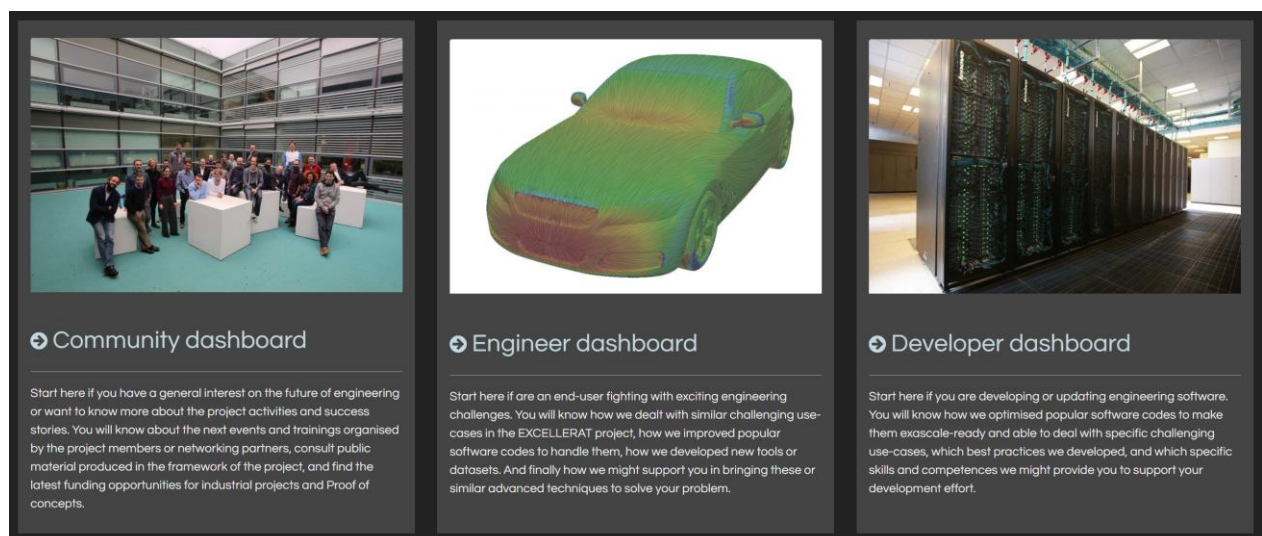 Community dashboard
Start here if you have a general interest on the future of engineering
or want to know more about the project activities and success
stories. You will know about the next events and trainings organised
by the project members or networking partners, consult public
material produced in the framework of the project, and find the
latest funding opportunities for industrial projects and Proof of
concepts.
Engineer dashboard
Start here if are an end-user fighting with exciting engineering
challenges. You will know how we dealt with similar challenging use-
cases in the EXCELLERAT project, how we improved popular
software codes to handle them, how we developed new tools or
datasets. And finally how we might support you in bringing these or
similar advanced techniques to solve your problem.
Developer dashboard
Start here if you are developing or updating engineering software.
You will know how we optimised popular software codes to make
them exascale-ready and able to deal with specific challenging
use-cases, which best practices we developed, and which specific
skills and competences we might provide you to support your
development effort.